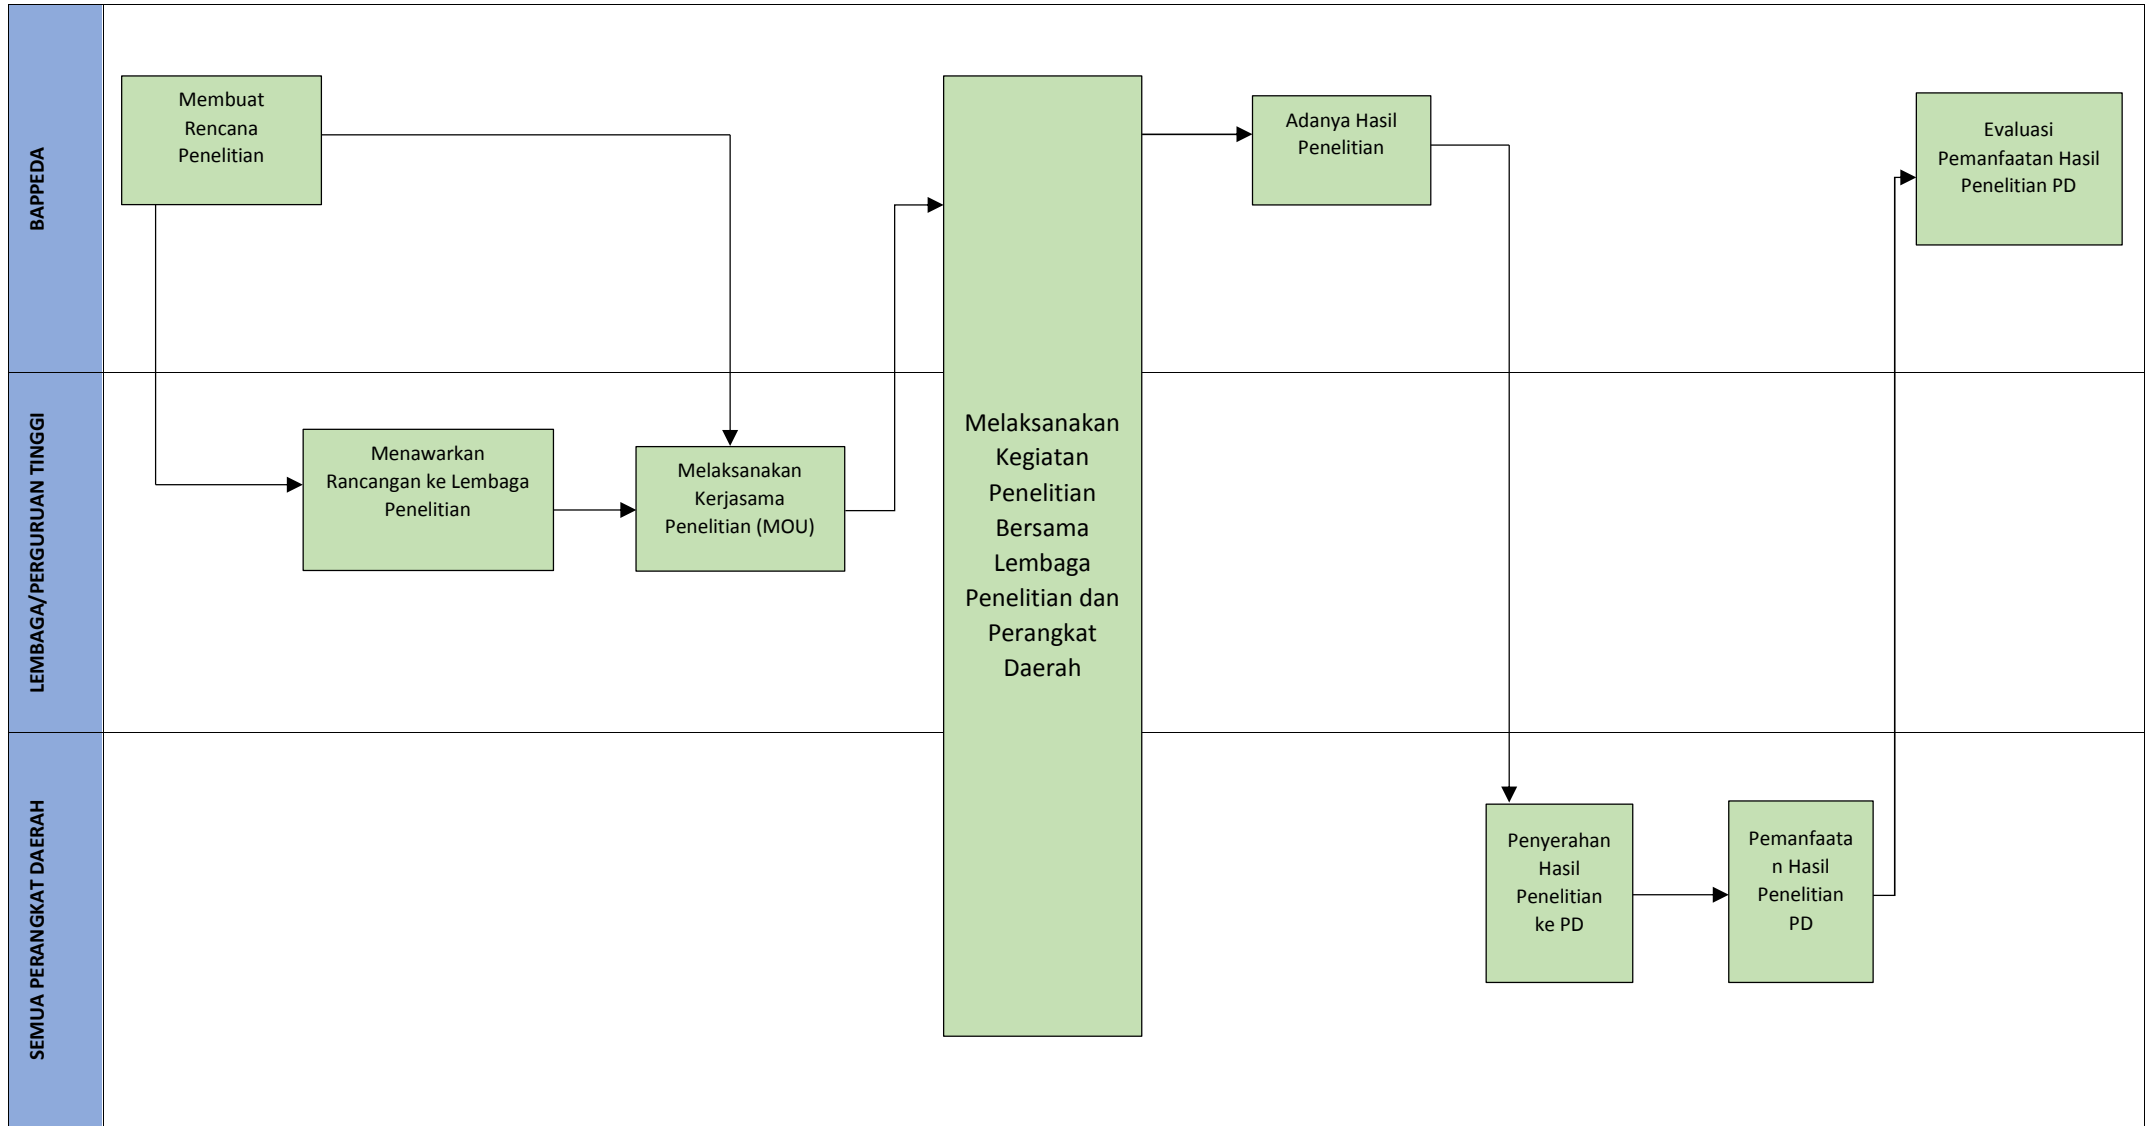 BAPPEDA
Membuat
Rencana
Penelitian
Adanya Hasil
Penelitian
Evaluasi
Pemanfaatan Hasil
Penelitian PD
LEMBAGA/PERGURUAN TINGGI
Menawarkan
Rancangan ke Lembaga
Penelitian
Melaksanakan
Kerjasama
Penelitian (MOU)
Melaksanakan
Kegiatan
Penelitian
Bersama
Lembaga
Penelitian dan
Perangkat
Daerah
SEMUA PERANGKAT DAERAH
Penyerahan
Hasil
Penelitian
ke PD
Pemanfaata
n Hasil
Penelitian
PD